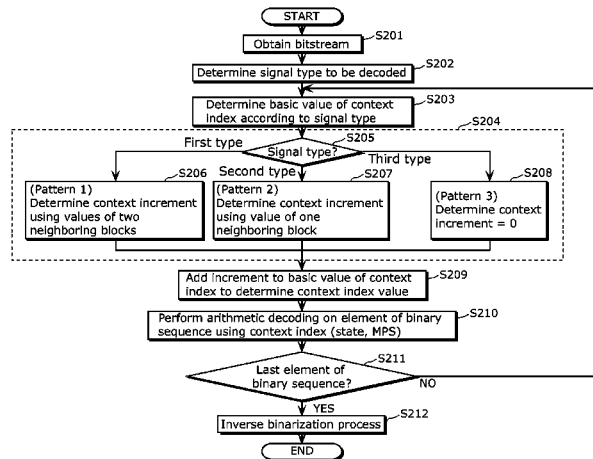 START
S201
Obtain bitstream
S202
Determine signal type to be decoded
S203
Determine basic value of context
index according to signal type
S204
S205
Signal type?
First type
Second type
Third type
S206
(Pattern 1)
Determine context increment
using values of two
neighboring blocks
S207
(Pattern 2)
Determine context increment
using value of one
neighboring block
S208
(Pattern 3)
Determine context
increment = 0
S209
Add increment to basic value of context
index to determine context index value
S210
Perform arithmetic decoding on element of binary
sequence using context index (state, MPS)
S211
Last element of
binary sequence?
NO
YES
S212
Inverse binarization process
END